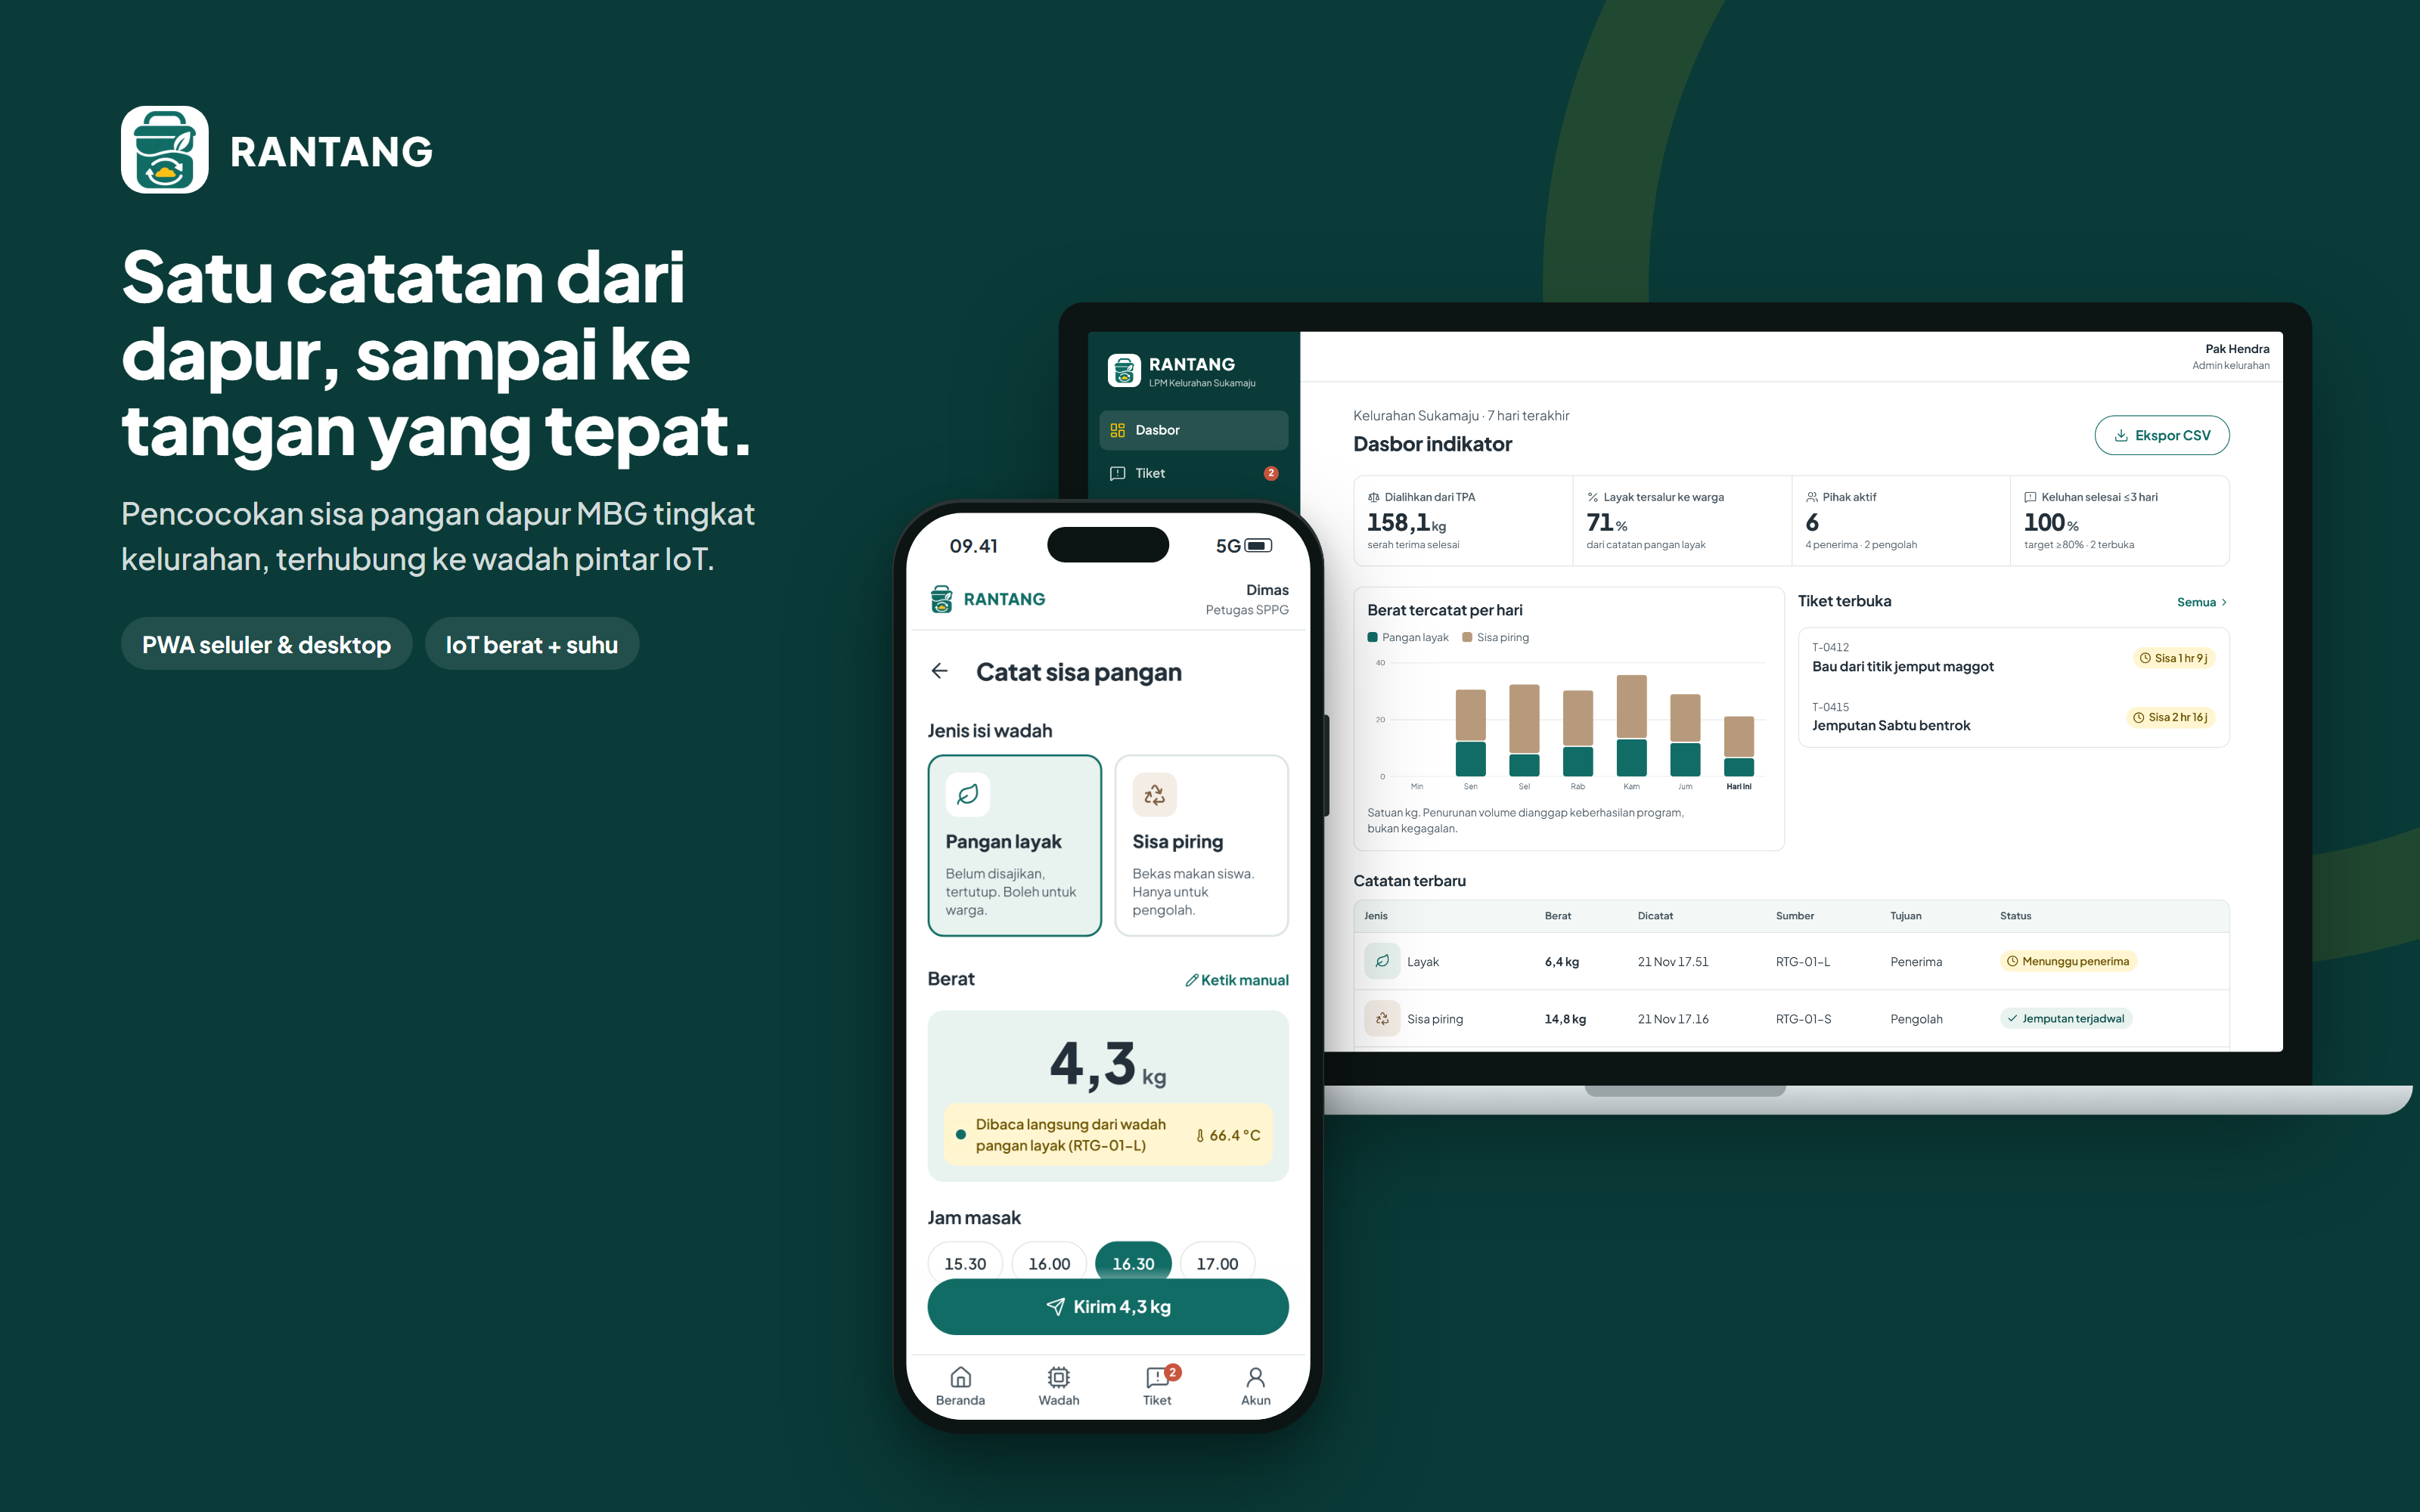 RANTANG
Satu catatan dari
dapur, sampai ke
tangan yang tepat.
Pencocokan sisa pangan dapur MBG tingkat
kelurahan, terhubung ke wadah pintar IoT.
PWA seluler & desktop
IoT berat + suhu
09.41
5G
RANTANG
Dimas
Petugas SPPG
Catat sisa pangan
Jenis isi wadah
Pangan layak
Belum disajikan,
tertutup. Boleh untuk
warga.
Sisa piring
Bekas makan siswa.
Hanya untuk
pengolah.
Berat
Ketik manual
4,3 kg
Dibaca langsung dari wadah
pangan layak (RTG-01-L)
66.4 °C
Jam masak
15.30
16.00
16.30
17.00
Kirim 4,3 kg
Beranda
Wadah
2
Tiket
Akun
RANTANG
LPM Kelurahan Sukamaju
Dasbor
Tiket
2
Pak Hendra
Admin kelurahan
Kelurahan Sukamaju · 7 hari terakhir
Dasbor indikator
Ekspor CSV
Dialihkan dari TPA
158,1 kg
serah terima selesai
Layak tersalur ke warga
71 %
dari catatan pangan layak
Pihak aktif
6
4 penerima · 2 pengolah
Keluhan selesai ≤3 hari
100 %
target ≥80% · 2 terbuka
Berat tercatat per hari
Pangan layak
Sisa piring
40
20
0
Min
Sen
Sel
Rab
Kam
Jum
Hari Ini
Satuan kg. Penurunan volume dianggap keberhasilan program,
bukan kegagalan.
Tiket terbuka
Semua
T-0412
Bau dari titik jemput maggot
Sisa 1 hr 9 j
T-0415
Jemputan Sabtu bentrok
Sisa 2 hr 16 j
Catatan terbaru
Jenis Berat Dicatat Sumber Tujuan Status
Layak 6,4 kg 21 Nov 17.51 RTG-01-L Penerima Menunggu penerima
Sisa piring 14,8 kg 21 Nov 17.16 RTG-01-S Pengolah Jemputan terjadwal